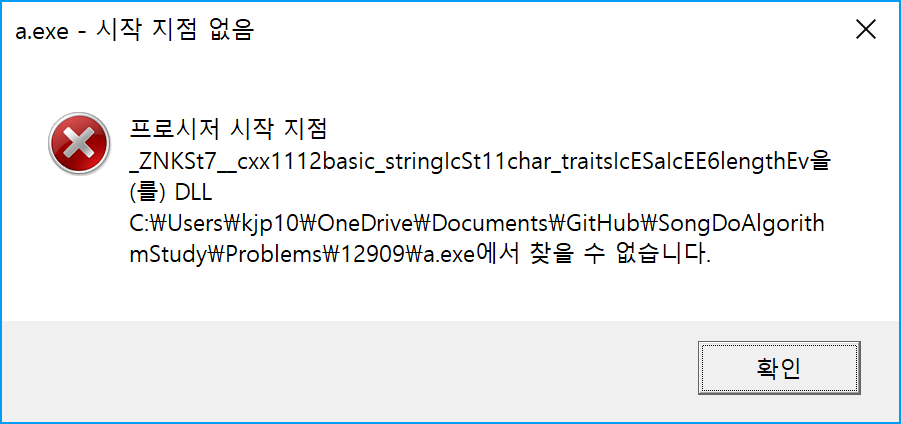 a.exe - 시작 지점 없음
프로시저 시작 지점
_ZNKSt7__cxx1112basic_stringIcSt11char_traitsIcESaIcEE6lengthEv을
(를) DLL
C:₩Users₩kjp10₩OneDrive₩Documents₩GitHub₩SongDoAlgorith
mStudy₩Problems₩12909₩a.exe에서 찾을 수 없습니다.
확인